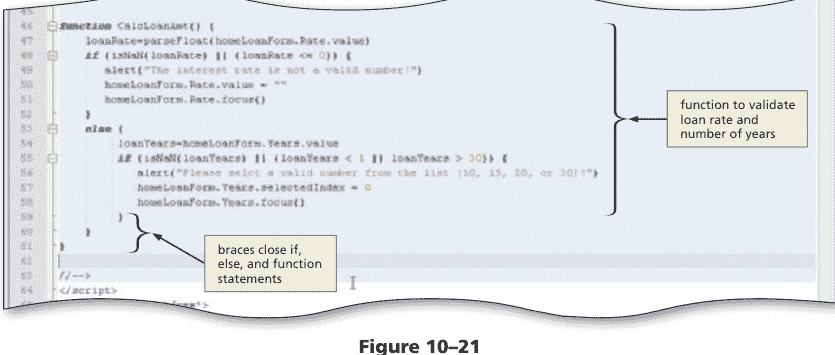 46 function CalcLoanAmt() {
47 loanRate=parseFloat(homeLoanForm.Rate.value)
48 if (isNaN(loanRate) || (loanRate <= 0)) {
49 alert("The interest rate is not a valid number!")
50 homeLoanForm.Rate.value = ""
51 homeLoanForm.Rate.focus()
52 }
53 else {
54 loanYears=homeLoanForm.Years.value
55 if (isNaN(loanYears) || (loanYears < 1 || loanYears > 30)) {
56 alert("Please selct a valid number from the list (10, 15, 20, or 30)!")
57 homeLoanForm.Years.selectedIndex = 0
58 homeLoanForm.Years.focus()
59 }
60 }
61 }
62
63 //-->
64 </script>
function to validate
loan rate and
number of years
braces close if,
else, and function
statements
Figure 10–21